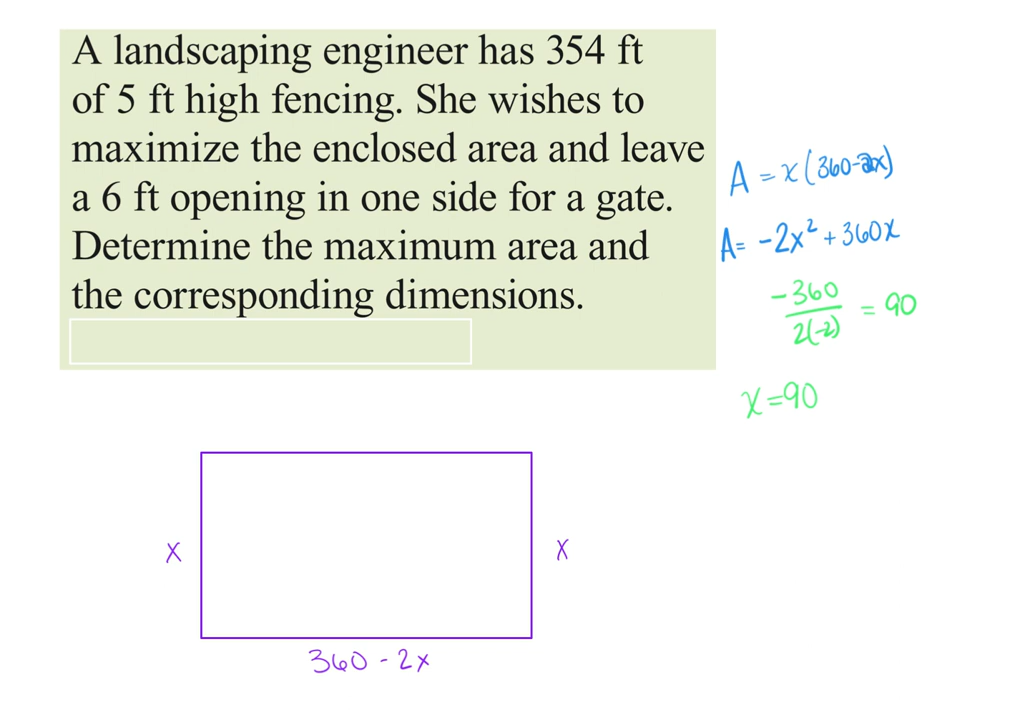 A landscaping engineer has 354 ft
of 5 ft high fencing. She wishes to
maximize the enclosed area and leave
a 6 ft opening in one side for a gate.
Determine the maximum area and
the corresponding dimensions.
A = x(360-2x)
A= -2x² + 360x
-360
2(-2)
= 90
x=90
x
x
360 - 2x